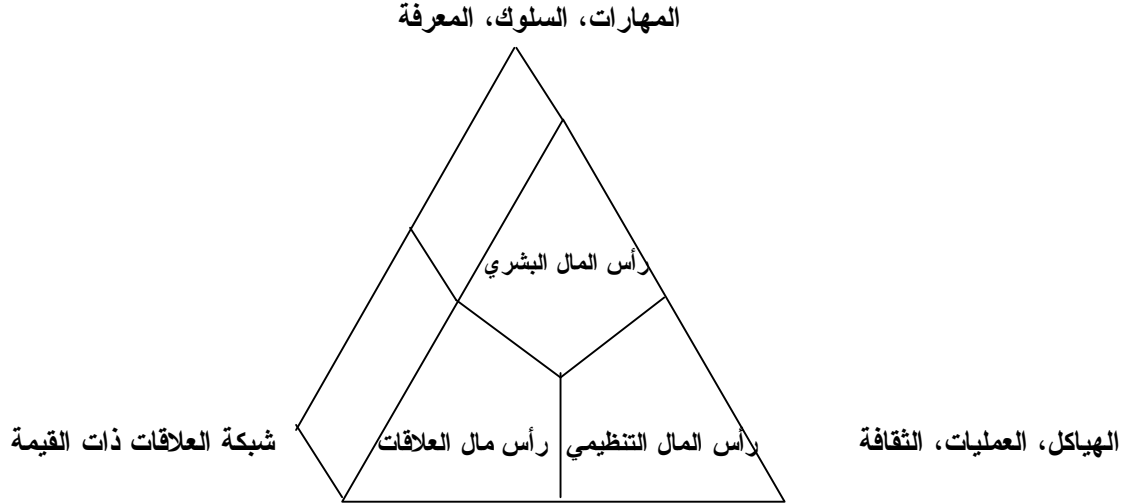 المهارات، السلوك، المعرفة
رأس المال البشري
الهياكل، العمليات، الثقافة
رأس المال التنظيمي
رأس مال العلاقات
شبكة العلاقات ذات القيمة